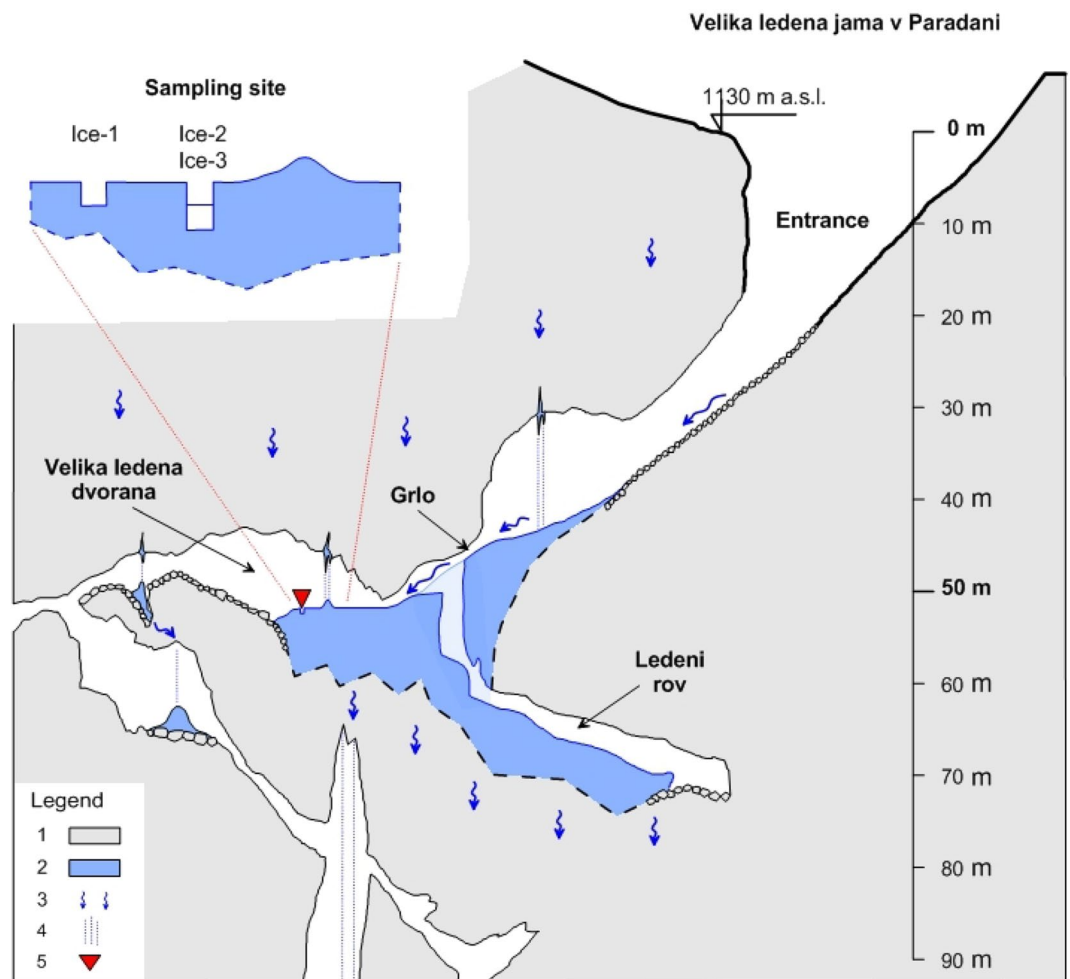 Velika ledena jama v Paradani
Sampling site
Ice-1
Ice-2
Ice-3
1130 m a.s.l.
0 m
Entrance
10 m
20 m
30 m
40 m
50 m
60 m
70 m
80 m
90 m
Velika ledena
dvorana
Grlo
Ledeni
rov
Legend
1
2
3
4
5